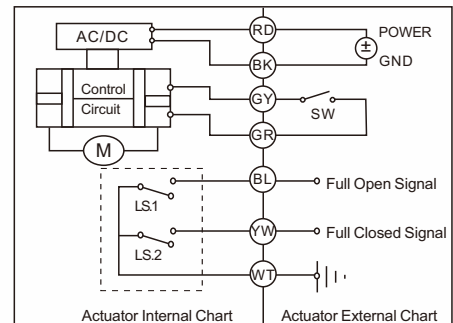 AC/DC
RD
POWER
±
BK
GND
Control
Circuit
GY
SW
GR
M
BL
Full Open Signal
LS.1
YW
Full Closed Signal
LS.2
WT
Actuator Internal Chart
Actuator External Chart